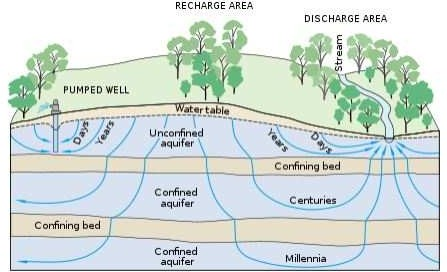 RECHARGE AREA
DISCHARGE AREA
Stream
PUMPED WELL
Water table
Days
Years
Unconfined
aquifer
Years
Days
Confining bed
Confined
aquifer
Centuries
Confining bed
Confined
aquifer
Millennia